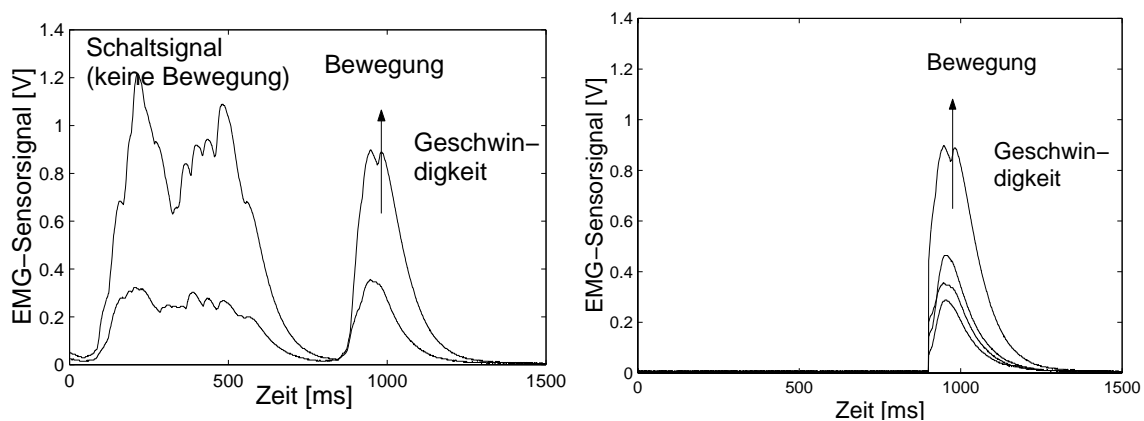 1.4
1.2
1
0.8
0.6
0.4
0.2
0
EMG−Sensorsignal [V]
Schaltsignal
(keine Bewegung)
Bewegung
Geschwin−
digkeit
0
500
1000
1500
Zeit [ms]
1.4
1.2
1
0.8
0.6
0.4
0.2
0
EMG−Sensorsignal [V]
Bewegung
Geschwin−
digkeit
0
500
1000
1500
Zeit [ms]